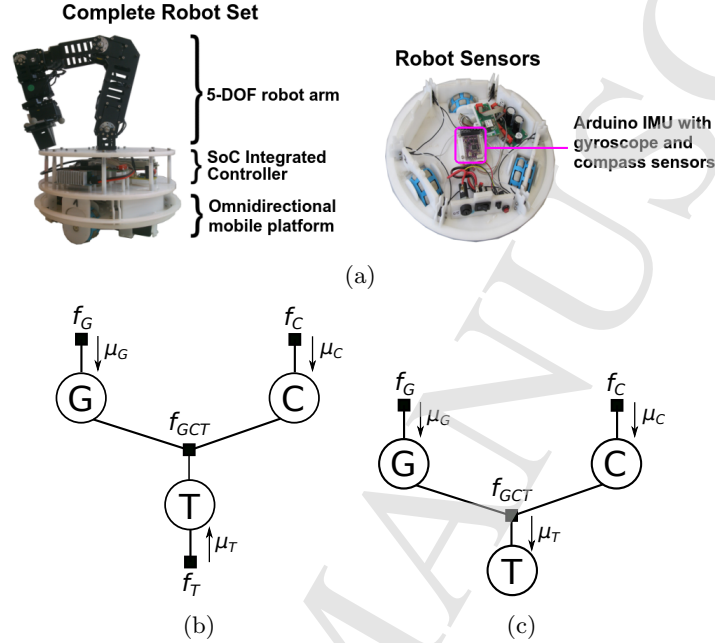 Complete Robot Set
5-DOF robot arm
SoC Integrated
Controller
Omnidirectional
mobile platform
Robot Sensors
Arduino IMU with
gyroscope and
compass sensors
(a)
f_G
μ_G
f_C
μ_C
G
C
f_GCT
T
μ_T
f_T
(b)
f_G
μ_G
f_C
μ_C
G
C
f_GCT
μ_T
T
(c)
MANUSC